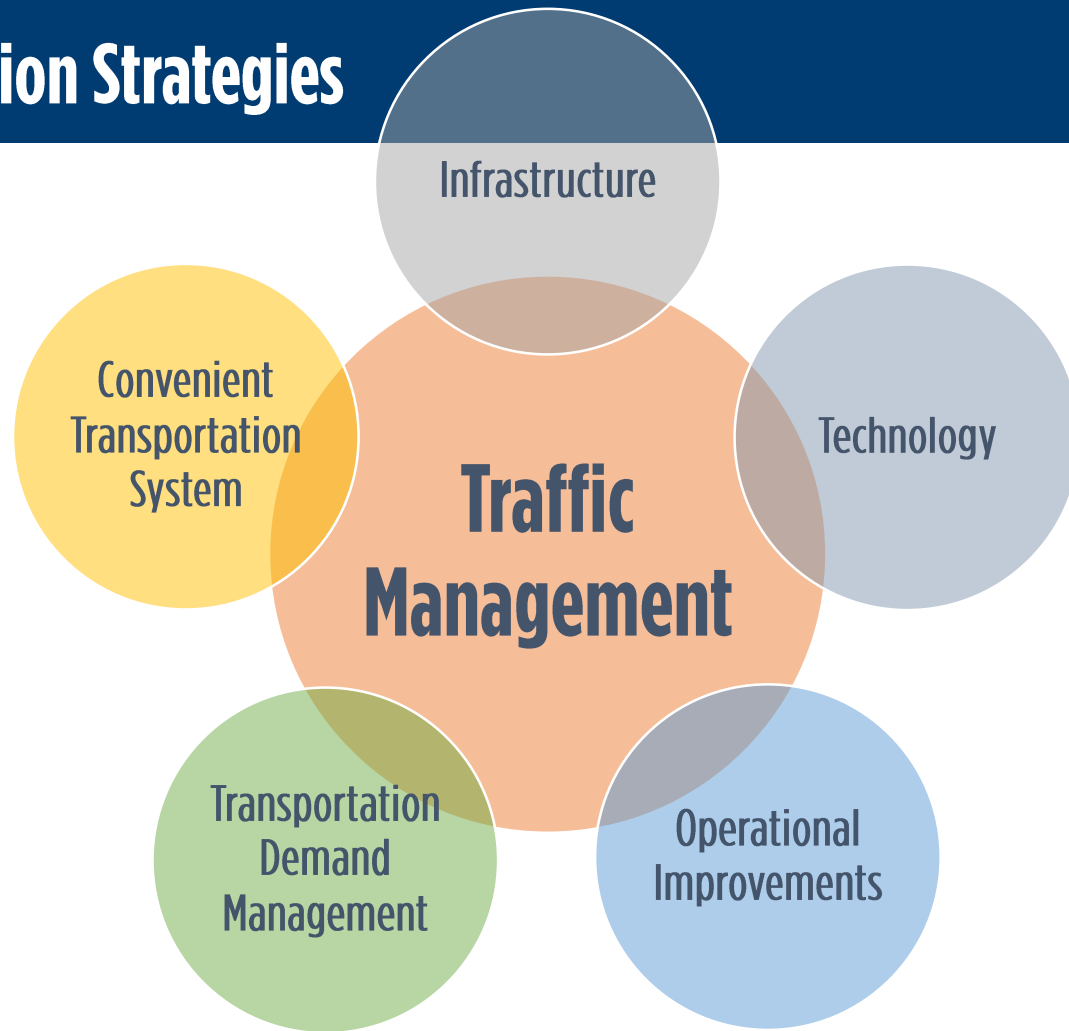 ion Strategies
Infrastructure
Convenient
Transportation
System
Technology
Traffic
Management
Transportation
Demand
Management
Operational
Improvements